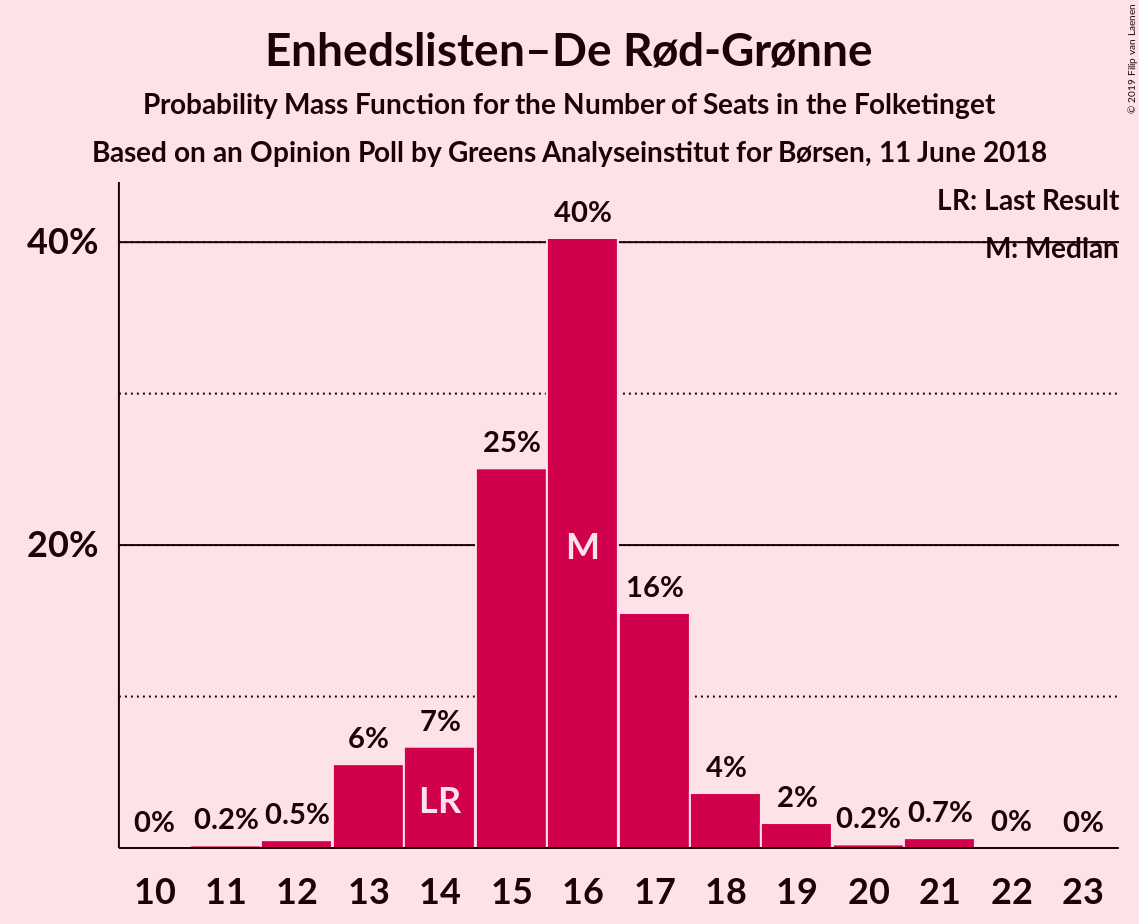 Enhedslisten–De Rød-Grønne
Probability Mass Function for the Number of Seats in the Folketinget
Based on an Opinion Poll by Greens Analyseinstitut for Børsen, 11 June 2018
© 2019 Filip van Laenen
LR: Last Result
M: Median
40%
20%
0%
0.2%
0.5%
6%
7%
25%
40%
16%
4%
2%
0.2%
0.7%
0%
0%
LR
M
10 11 12 13 14 15 16 17 18 19 20 21 22 23